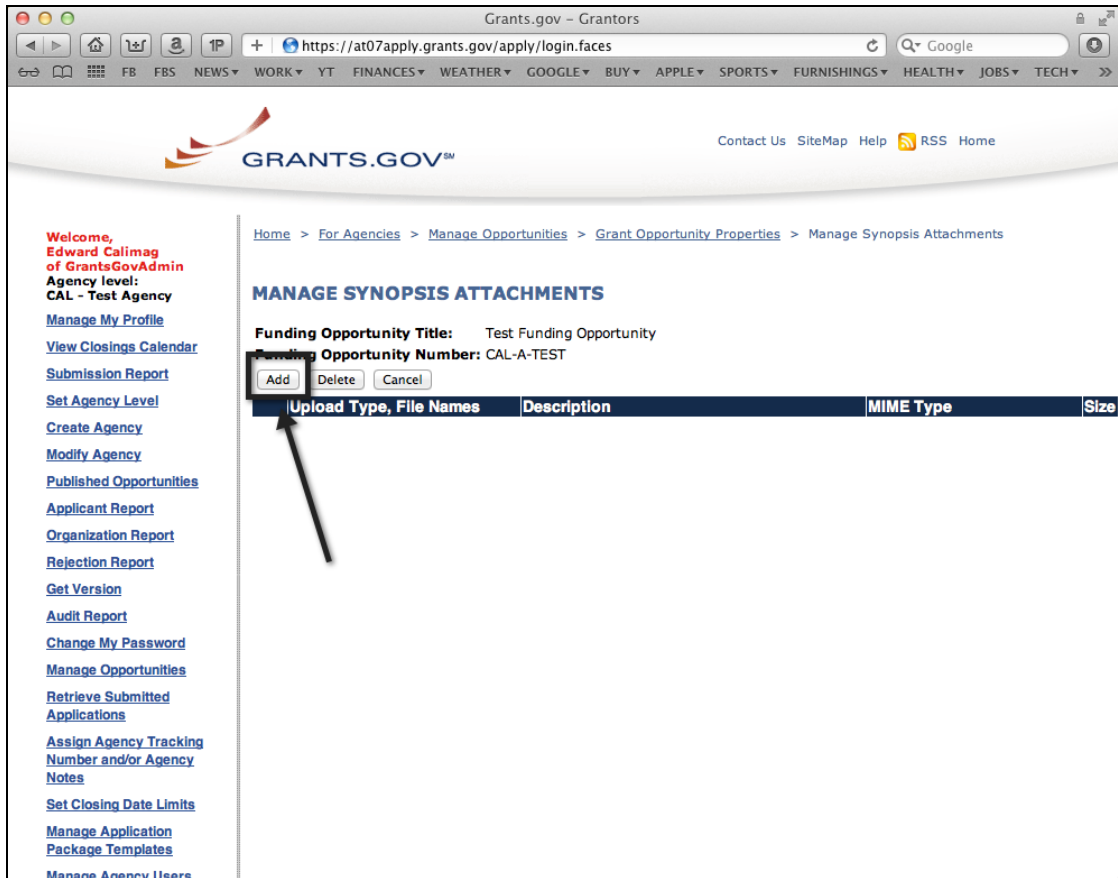 Grants.gov – Grantors
https://at07apply.grants.gov/apply/login.faces
Google
FB FBS NEWS WORK YT FINANCES WEATHER GOOGLE BUY APPLE SPORTS FURNISHINGS HEALTH JOBS TECH
GRANTS.GOV℠
Contact Us SiteMap Help RSS Home
Welcome,
Edward Calimag
of GrantsGovAdmin
Agency level:
CAL - Test Agency
Manage My Profile
View Closings Calendar
Submission Report
Set Agency Level
Create Agency
Modify Agency
Published Opportunities
Applicant Report
Organization Report
Rejection Report
Get Version
Audit Report
Change My Password
Manage Opportunities
Retrieve Submitted
Applications
Assign Agency Tracking
Number and/or Agency
Notes
Set Closing Date Limits
Manage Application
Package Templates
Manage Agency Users
Home > For Agencies > Manage Opportunities > Grant Opportunity Properties > Manage Synopsis Attachments
MANAGE SYNOPSIS ATTACHMENTS
Funding Opportunity Title: Test Funding Opportunity
Funding Opportunity Number: CAL-A-TEST
Add Delete Cancel
Upload Type, File Names Description MIME Type Size